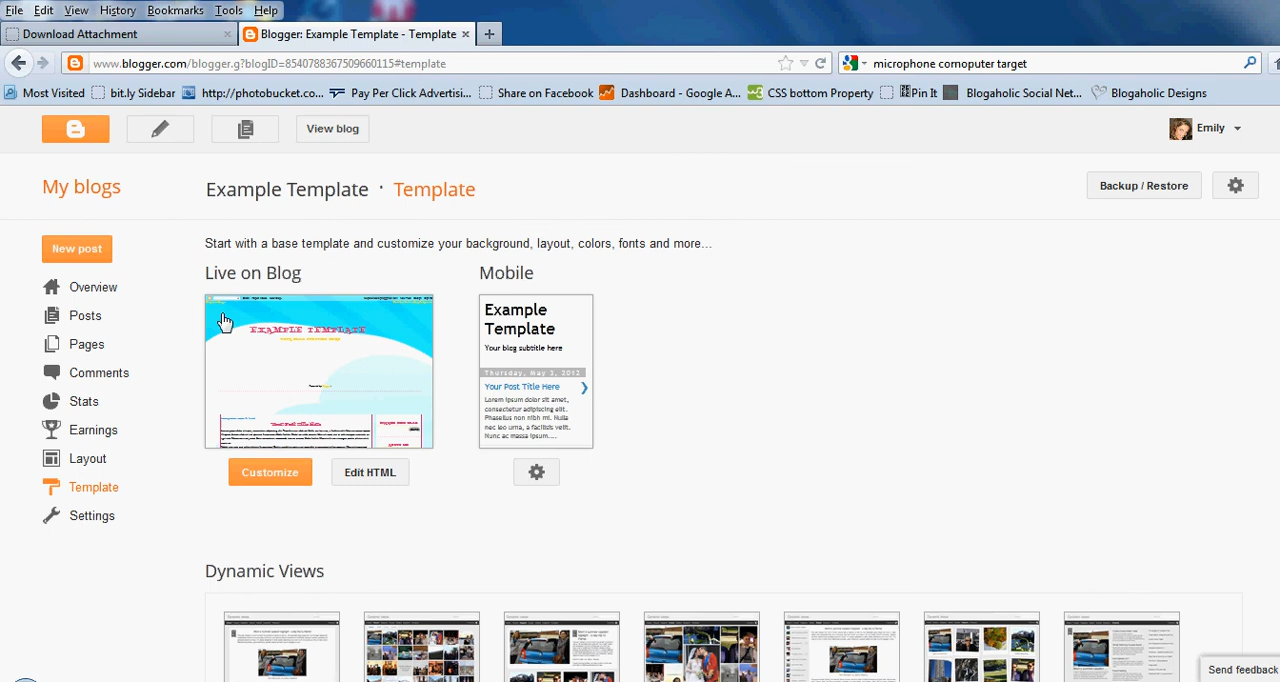 File Edit View History Bookmarks Tools Help
Download Attachment × Blogger: Example Template - Template ×
www.blogger.com/blogger.g?blogID=8540788367509660115#template microphone comoputer target
Most Visited bit.ly Sidebar http://photobucket.co... Pay Per Click Advertisi... Share on Facebook Dashboard - Google A... CSS bottom Property Pin It Blogaholic Social Net... Blogaholic Designs
View blog Emily
My blogs Example Template · Template Backup / Restore
New post
Start with a base template and customize your background, layout, colors, fonts and more...
Live on Blog Mobile
Overview
Posts
Pages
Comments
Stats
Earnings
Layout
Template
Settings
EXAMPLE TEMPLATE
Example
Template
Your blog subtitle here
Thursday, May 3, 2012
Your Post Title Here
Lorem ipsum dolor sit amet,
consectetur adipiscing elit.
Phasellus non nibh mi. Nulla
nec leo urna, a facilisis velit.
Nunc ac massa ipsum....
Customize Edit HTML
Dynamic Views
Send feedback